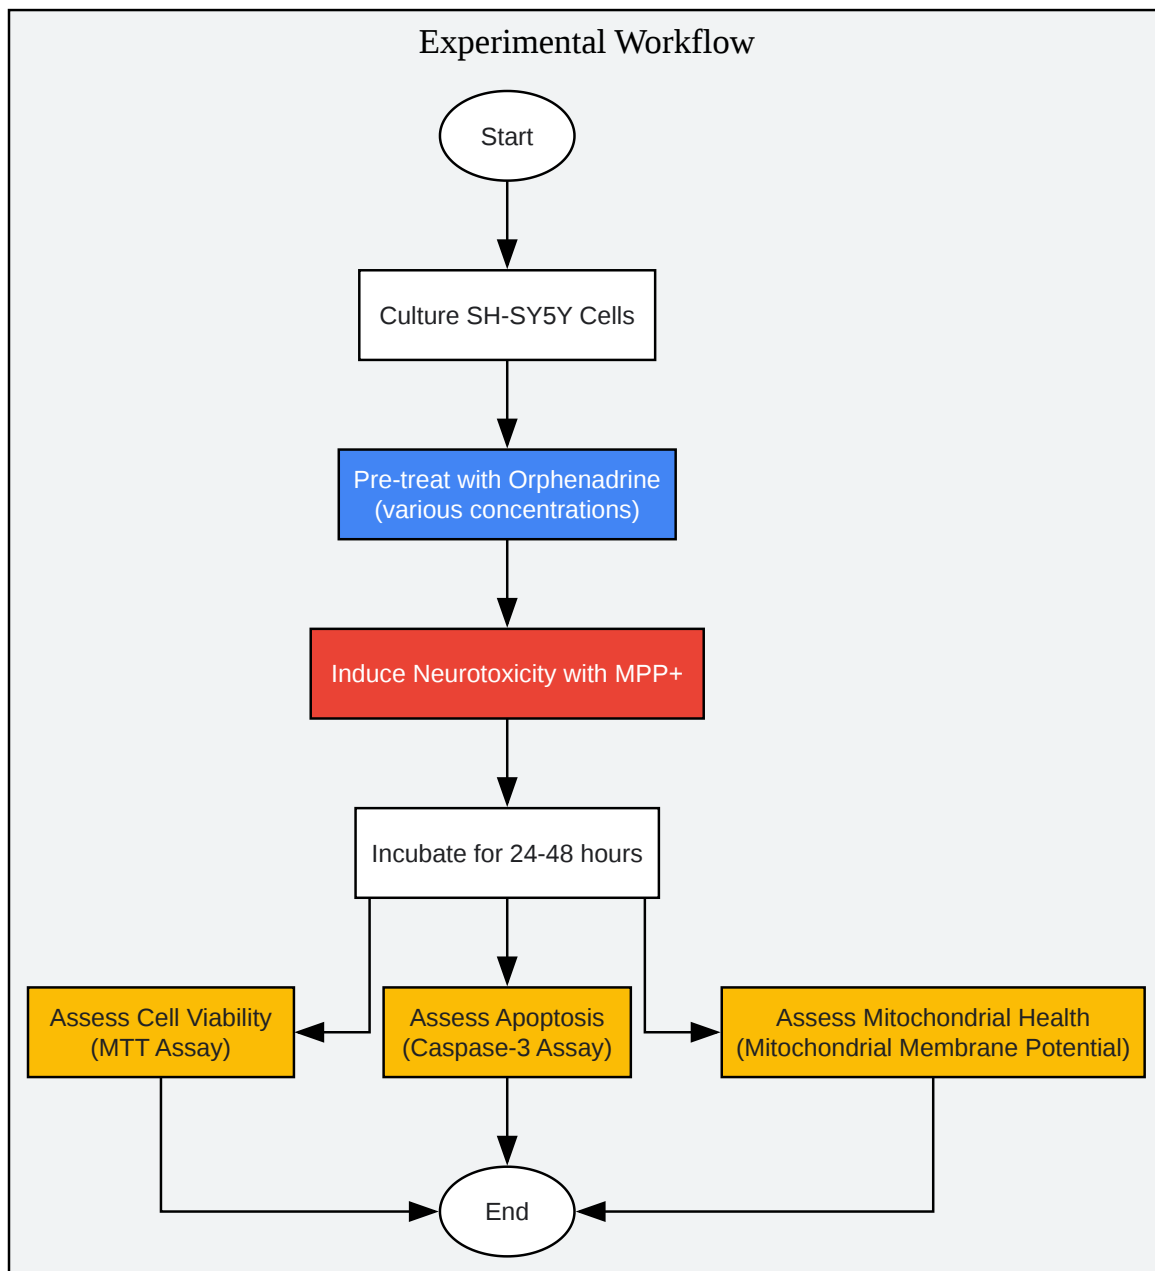 Experimental Workflow
Start
Culture SH-SY5Y Cells
Pre-treat with Orphenadrine
(various concentrations)
Induce Neurotoxicity with MPP+
Incubate for 24-48 hours
Assess Cell Viability
(MTT Assay)
Assess Apoptosis
(Caspase-3 Assay)
Assess Mitochondrial Health
(Mitochondrial Membrane Potential)
End